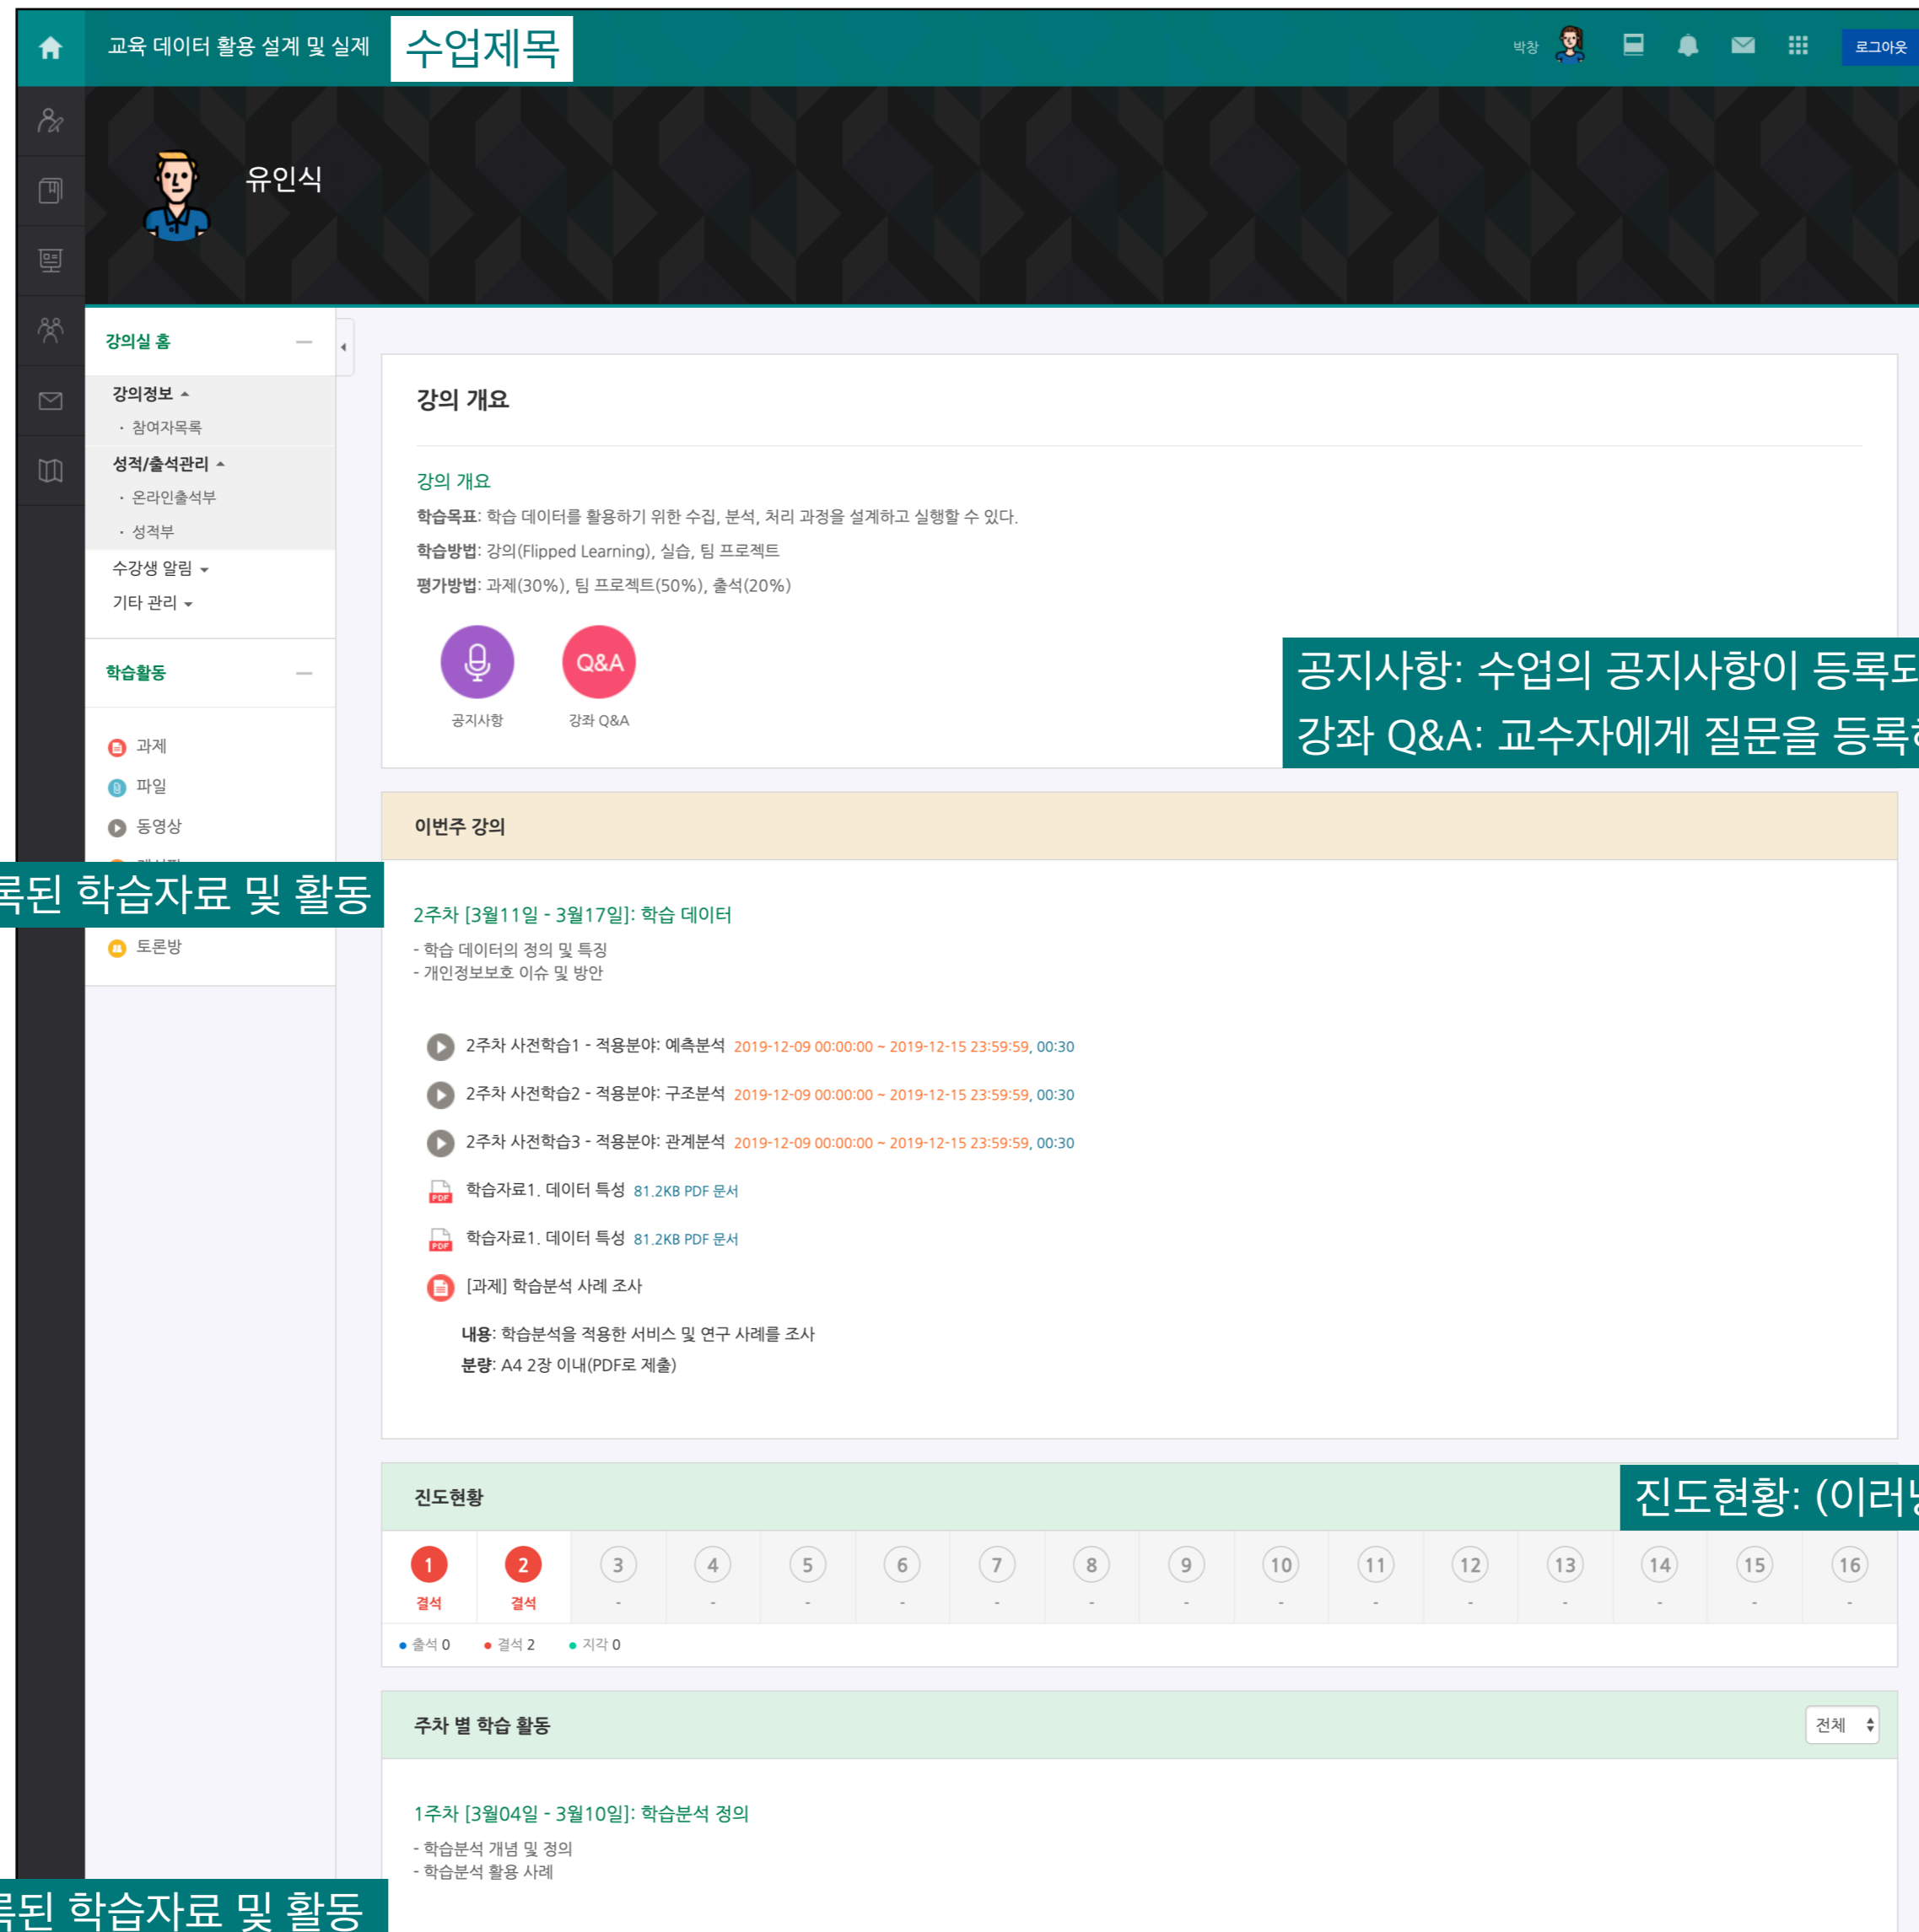 교육 데이터 활용 설계 및 실제
수업제목
박창
로그아웃
유인식
강의실 홈
강의정보
· 참여자목록
성적/출석관리
· 온라인출석부
· 성적부
수강생 알림
기타 관리
학습활동
과제
파일
동영상
록된 학습자료 및 활동
토론방
강의 개요
강의 개요
학습목표: 학습 데이터를 활용하기 위한 수집, 분석, 처리 과정을 설계하고 실행할 수 있다.
학습방법: 강의(Flipped Learning), 실습, 팀 프로젝트
평가방법: 과제(30%), 팀 프로젝트(50%), 출석(20%)
Q&A
공지사항
강좌 Q&A
공지사항: 수업의 공지사항이 등록되
강좌 Q&A: 교수자에게 질문을 등록
이번주 강의
2주차 [3월11일 - 3월17일]: 학습 데이터
- 학습 데이터의 정의 및 특징
- 개인정보보호 이슈 및 방안
2주차 사전학습1 - 적용분야: 예측분석 2019-12-09 00:00:00 ~ 2019-12-15 23:59:59, 00:30
2주차 사전학습2 - 적용분야: 구조분석 2019-12-09 00:00:00 ~ 2019-12-15 23:59:59, 00:30
2주차 사전학습3 - 적용분야: 관계분석 2019-12-09 00:00:00 ~ 2019-12-15 23:59:59, 00:30
PDF 학습자료1. 데이터 특성 81.2KB PDF 문서
PDF 학습자료1. 데이터 특성 81.2KB PDF 문서
[과제] 학습분석 사례 조사
내용: 학습분석을 적용한 서비스 및 연구 사례를 조사
분량: A4 2장 이내(PDF로 제출)
진도현황
진도현황: (이러
1 2 3 4 5 6 7 8 9 10 11 12 13 14 15 16
결석 결석 - - - - - - - - - - - - - -
출석 0 결석 2 지각 0
주차 별 학습 활동
전체
1주차 [3월04일 - 3월10일]: 학습분석 정의
- 학습분석 개념 및 정의
- 학습분석 활용 사례
록된 학습자료 및 활동